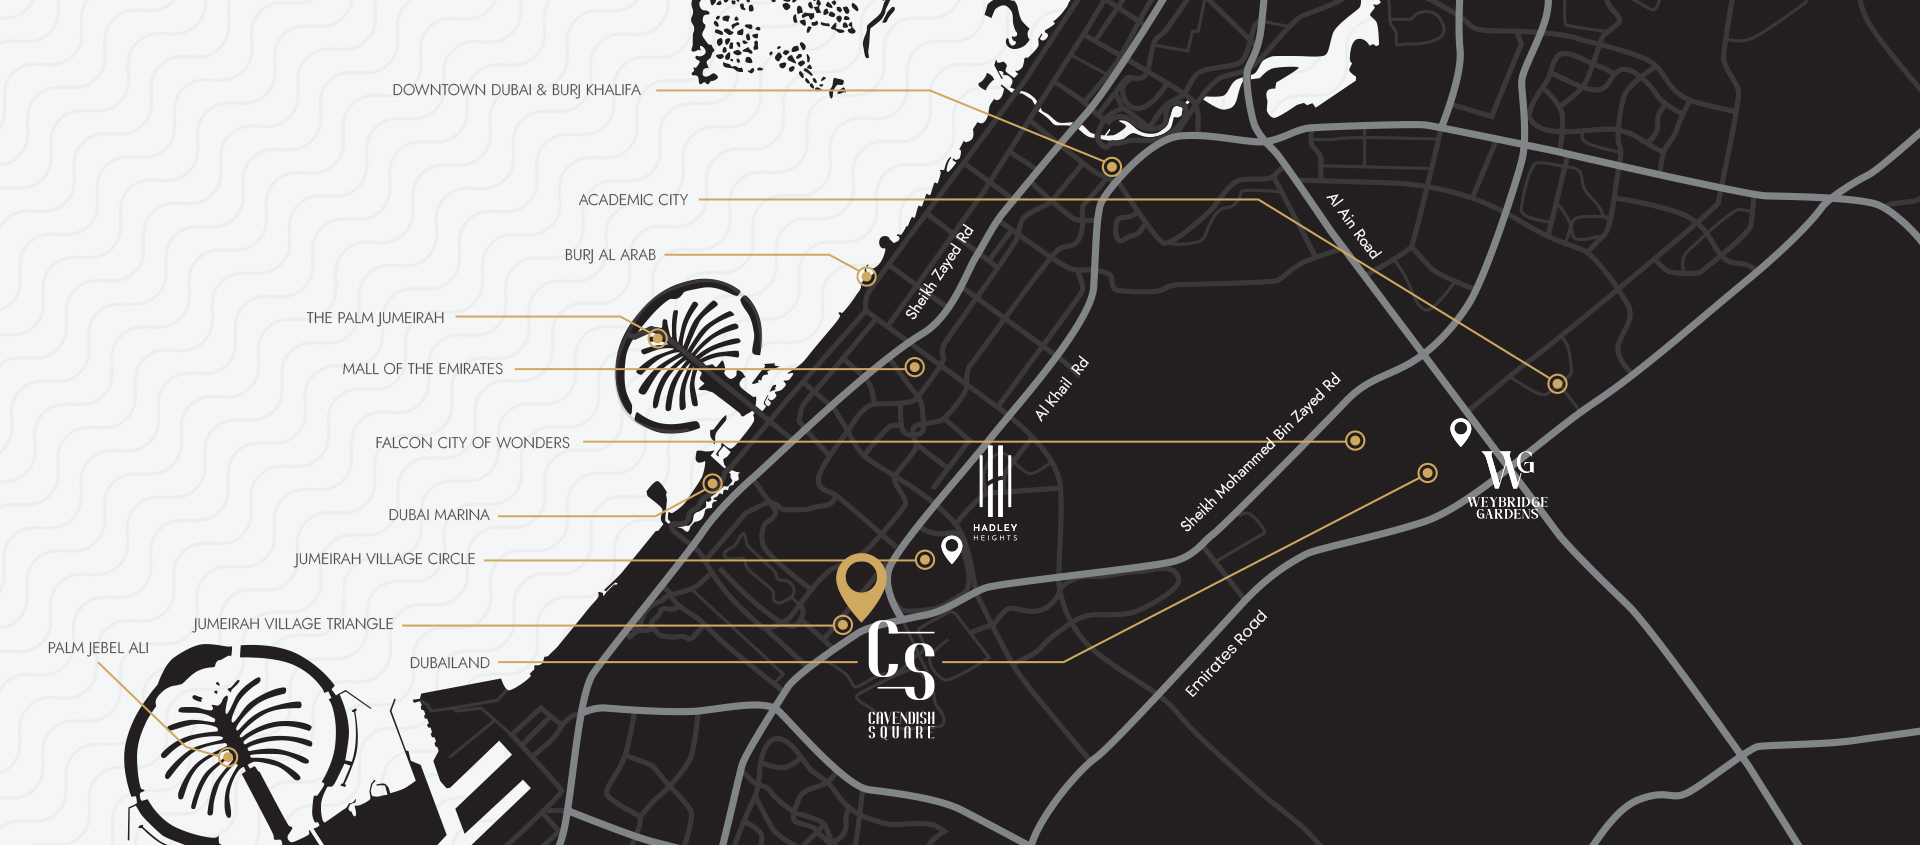 DOWNTOWN DUBAI & BURJ KHALIFA
ACADEMIC CITY
Al Ain Road
BURJ AL ARAB
Sheikh Zayed Rd
THE PALM JUMEIRAH
MALL OF THE EMIRATES
Al Khail Rd
Sheikh Mohammed Bin Zayed Rd
FALCON CITY OF WONDERS
WG
WEYBRIDGE
GARDENS
DUBAI MARINA
HADLEY
HEIGHTS
JUMEIRAH VILLAGE CIRCLE
JUMEIRAH VILLAGE TRIANGLE
PALM JEBEL ALI
DUBAILAND
Emirates Road
CS
CAVENDISH
SQUARE